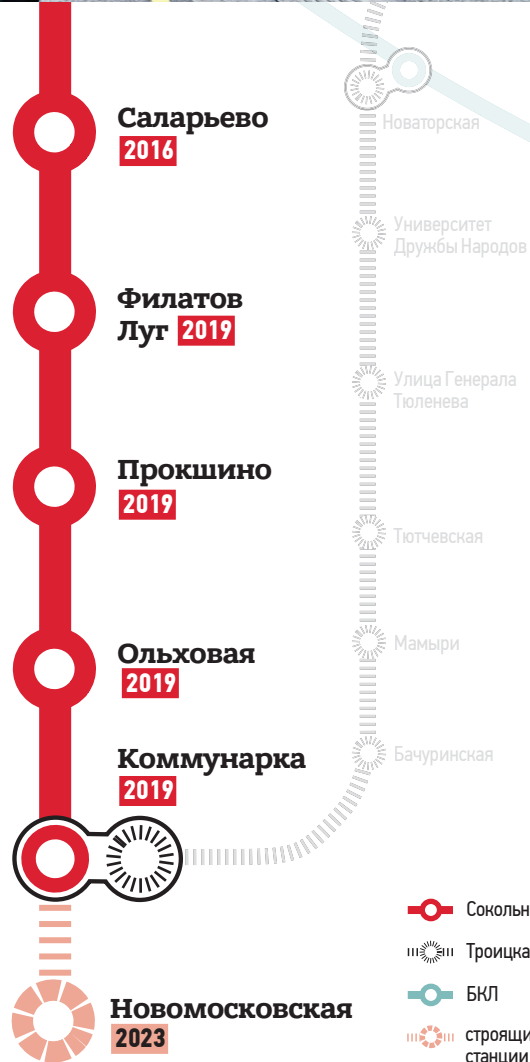 Саларьево
2016
Филатов
Луг 2019
Прокшино
2019
Ольховая
2019
Коммунарка
2019
Новомосковская
2023
Новаторская
Университет
Дружбы Народов
Улица Генерала
Тюленева
Тютчевская
Мамыри
Бачуринская
Сокольн
Троицка
БКЛ
строящи
станции